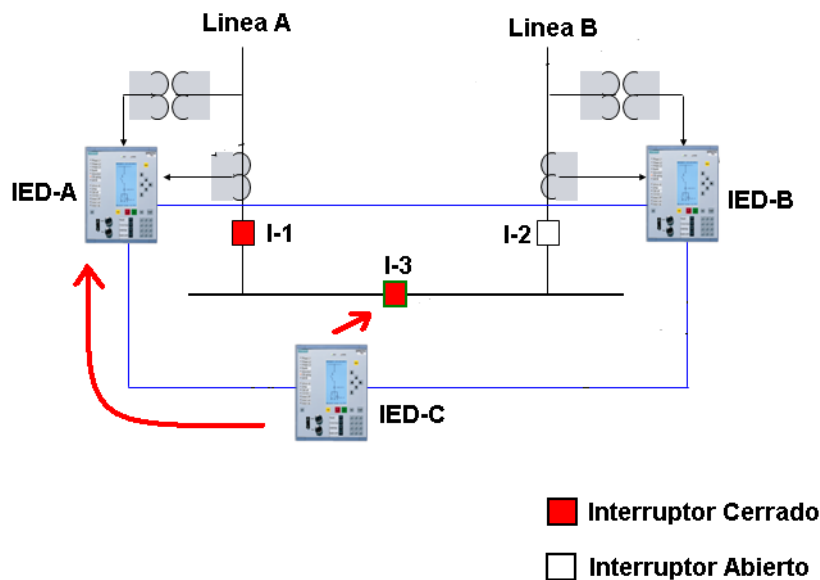 Linea A
Linea B
IED-A
IED-B
I-1
I-2
I-3
IED-C
Interruptor Cerrado
Interruptor Abierto